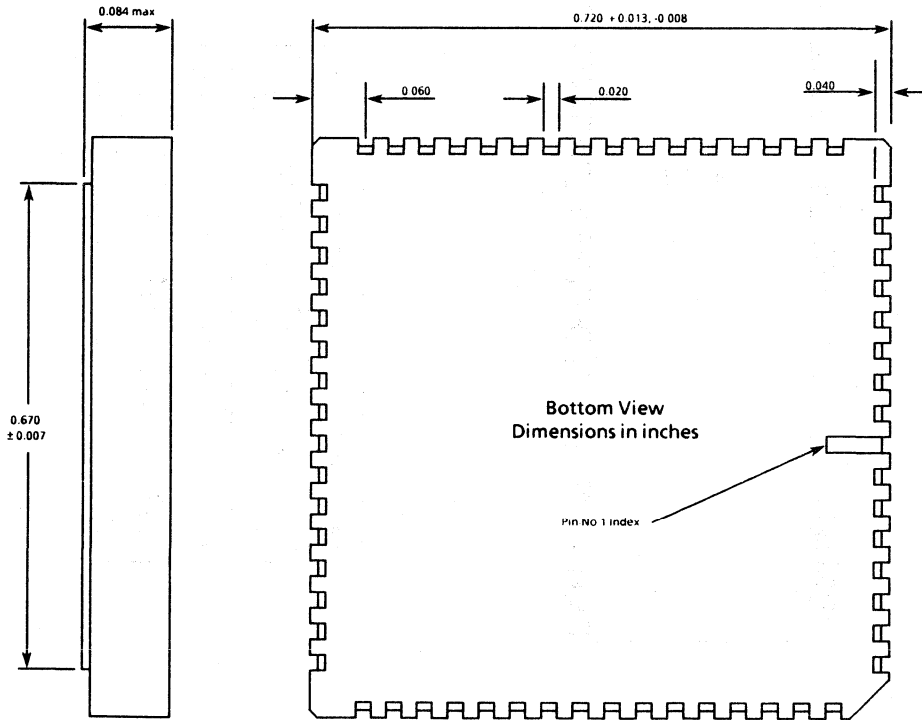 0.084 max
0.720 +0.013, -0.008
0.060
0.020
0.040
0.670
±0.007
Bottom View
Dimensions in inches
Pin No 1 Index